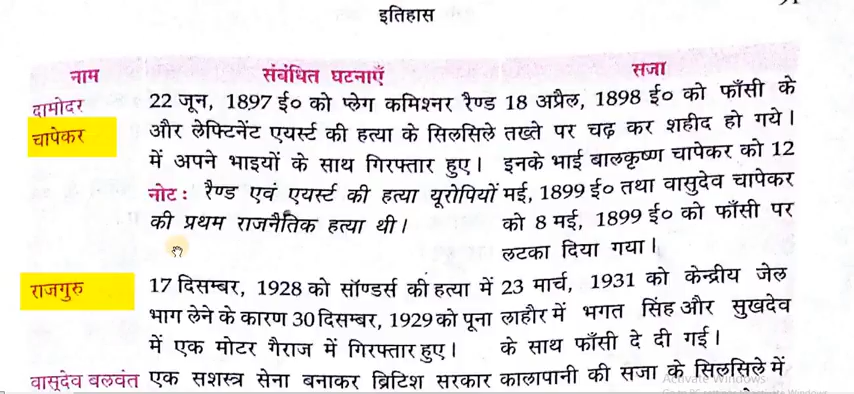 91
इतिहास
नाम संबंधित घटनाएँ सजा
दामोदर 22 जून, 1897 ई० को प्लेग कमिश्नर रैण्ड 18 अप्रैल, 1898 ई० को फाँसी के
चापेकर और लेफ्टिनेंट एयर्स्ट की हत्या के सिलसिले तख्ते पर चढ़ कर शहीद हो गये।
में अपने भाइयों के साथ गिरफ्तार हुए। इनके भाई बालकृष्ण चापेकर को 12
नोट: रैण्ड एवं एयर्स्ट की हत्या यूरोपियों मई, 1899 ई० तथा वासुदेव चापेकर
की प्रथम राजनैतिक हत्या थी। को 8 मई, 1899 ई० को फाँसी पर
लटका दिया गया।
राजगुरु 17 दिसम्बर, 1928 को सॉण्डर्स की हत्या में 23 मार्च, 1931 को केन्द्रीय जेल
भाग लेने के कारण 30 दिसम्बर, 1929 को पूना लाहौर में भगत सिंह और सुखदेव
में एक मोटर गैराज में गिरफ्तार हुए। के साथ फाँसी दे दी गई।
वासुदेव बलवंत एक सशस्त्र सेना बनाकर ब्रिटिश सरकार कालापानी की सजा के सिलसिले में
Activate Windows